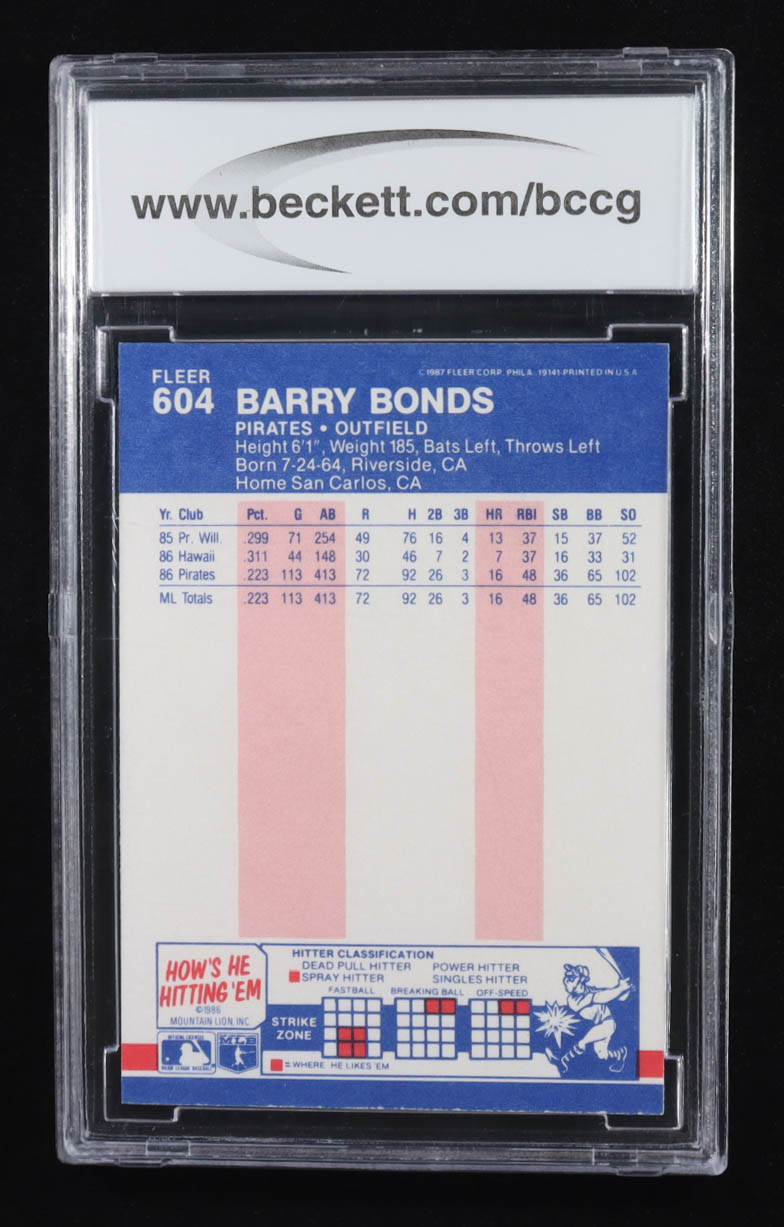 www.beckett.com/bccg
FLEER
604
©1987 FLEER CORP. PHILA. 19141-PRINTED IN U.S.A.
BARRY BONDS
PIRATES • OUTFIELD
Height 6'1", Weight 185, Bats Left, Throws Left
Born 7-24-64, Riverside, CA
Home San Carlos, CA
Yr. Club Pct. G AB R H 2B 3B HR RBI SB BB SO
85 Pr. Will. .299 71 254 49 76 16 4 13 37 15 37 52
86 Hawaii .311 44 148 30 46 7 2 7 37 16 33 31
86 Pirates .223 113 413 72 92 26 3 16 48 36 65 102
ML Totals .223 113 413 72 92 26 3 16 48 36 65 102
HOW'S HE
HITTING 'EM
©1986
MOUNTAIN LION, INC.
OFFICIAL LICENSEE
MAJOR LEAGUE BASEBALL
MLB
HITTER CLASSIFICATION
DEAD PULL HITTER POWER HITTER
SPRAY HITTER SINGLES HITTER
FASTBALL BREAKING BALL OFF-SPEED
STRIKE
ZONE
= WHERE HE LIKES 'EM